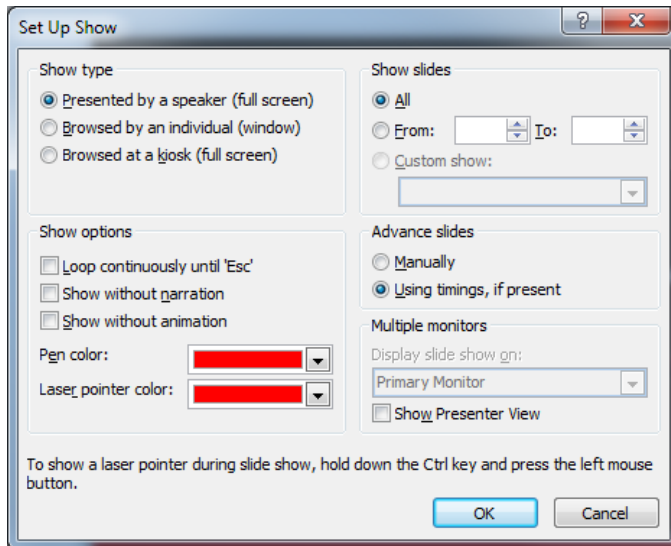 Set Up Show
?
Show type
Presented by a speaker (full screen)
Browsed by an individual (window)
Browsed at a kiosk (full screen)
Show slides
All
From: To:
Custom show:
Show options
Loop continuously until 'Esc'
Show without narration
Show without animation
Pen color:
Laser pointer color:
Advance slides
Manually
Using timings, if present
Multiple monitors
Display slide show on:
Primary Monitor
Show Presenter View
To show a laser pointer during slide show, hold down the Ctrl key and press the left mouse
button.
OK Cancel